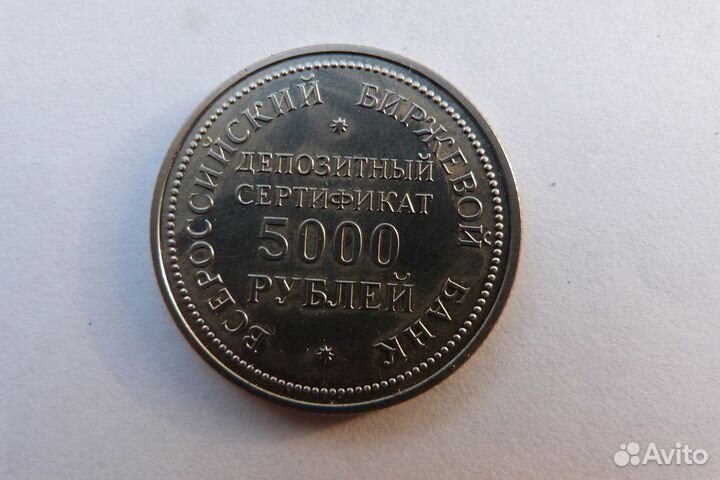 ВСЕРОССИЙСКИЙ БИРЖЕВОЙ БАНК
ДЕПОЗИТНЫЙ
СЕРТИФИКАТ
5000
РУБЛЕЙ
Avito